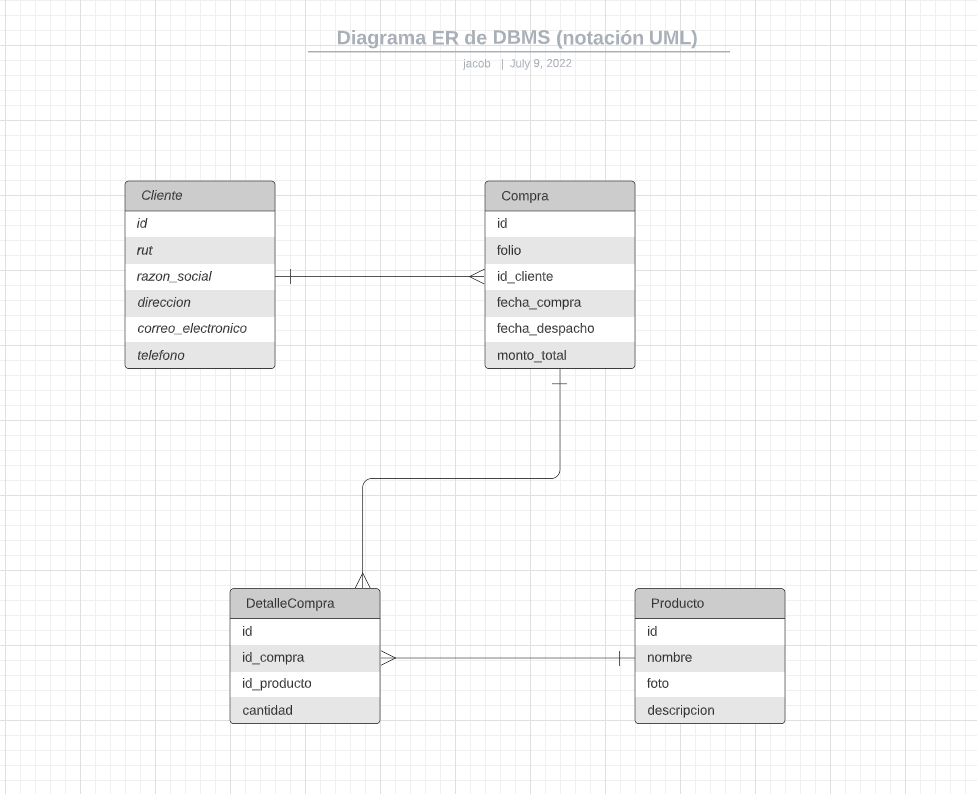 Diagrama ER de DBMS (notación UML)
jacob | July 9, 2022
Cliente
id
rut
razon_social
direccion
correo_electronico
telefono
Compra
id
folio
id_cliente
fecha_compra
fecha_despacho
monto_total
DetalleCompra
id
id_compra
id_producto
cantidad
Producto
id
nombre
foto
descripcion